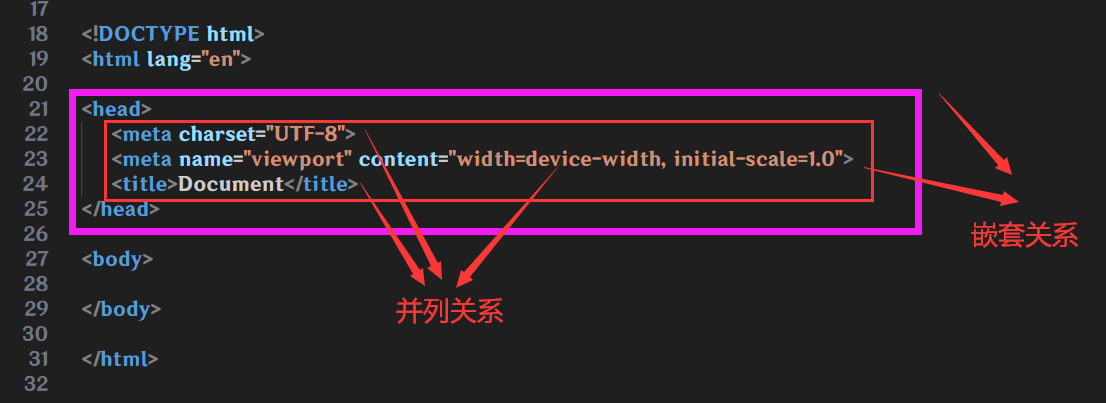 17
18 <!DOCTYPE html>
19 <html lang="en">
20
21 <head>
22 <meta charset="UTF-8">
23 <meta name="viewport" content="width=device-width, initial-scale=1.0">
24 <title>Document</title>
25 </head>
26
嵌套关系
27 <body>
28
并列关系
29 </body>
30
31 </html>
32